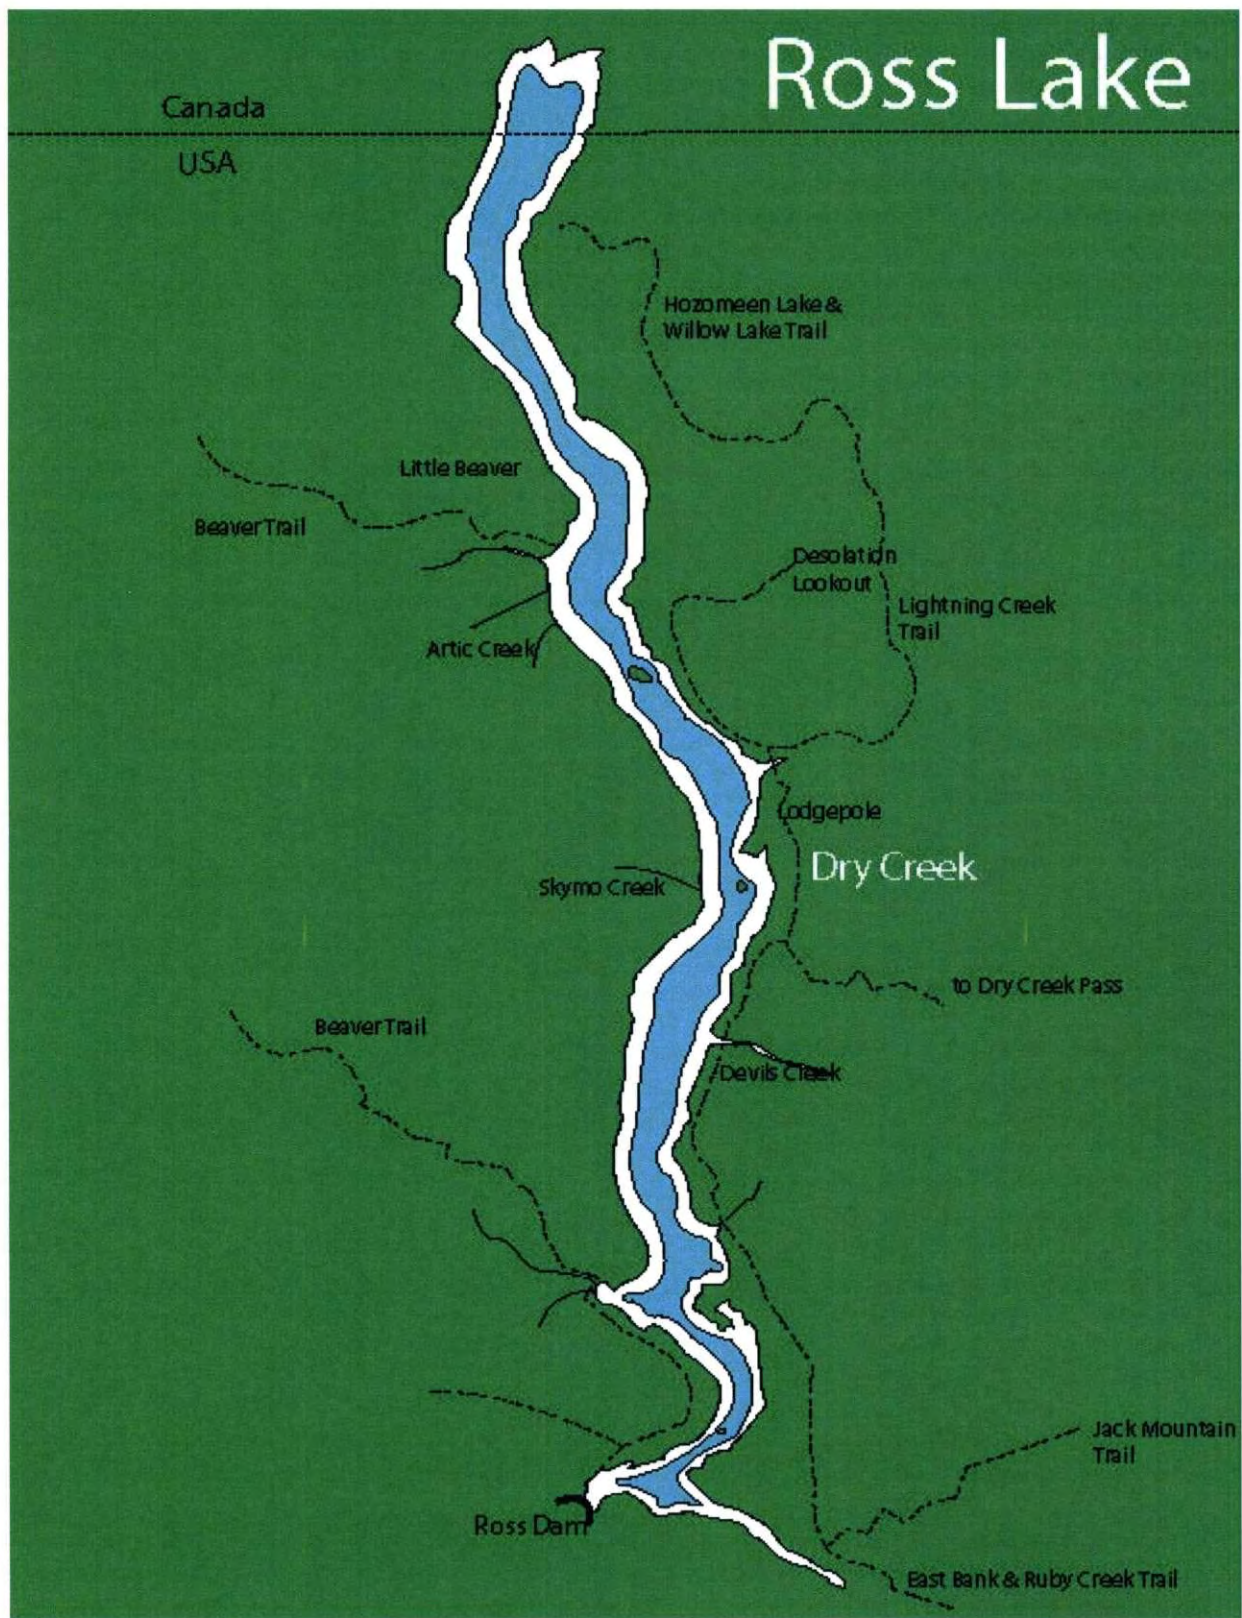 Ross Lake
Canada
USA
Hozomeen Lake &
Willow Lake Trail
Little Beaver
Beaver Trail
Desolation
Lookout
Lightning Creek
Trail
Artic Creek
Lodgepole
Dry Creek
Skymo Creek
to Dry Creek Pass
Beaver Trail
Devils Creek
Jack Mountain
Trail
Ross Dam
East Bank & Ruby Creek Trail